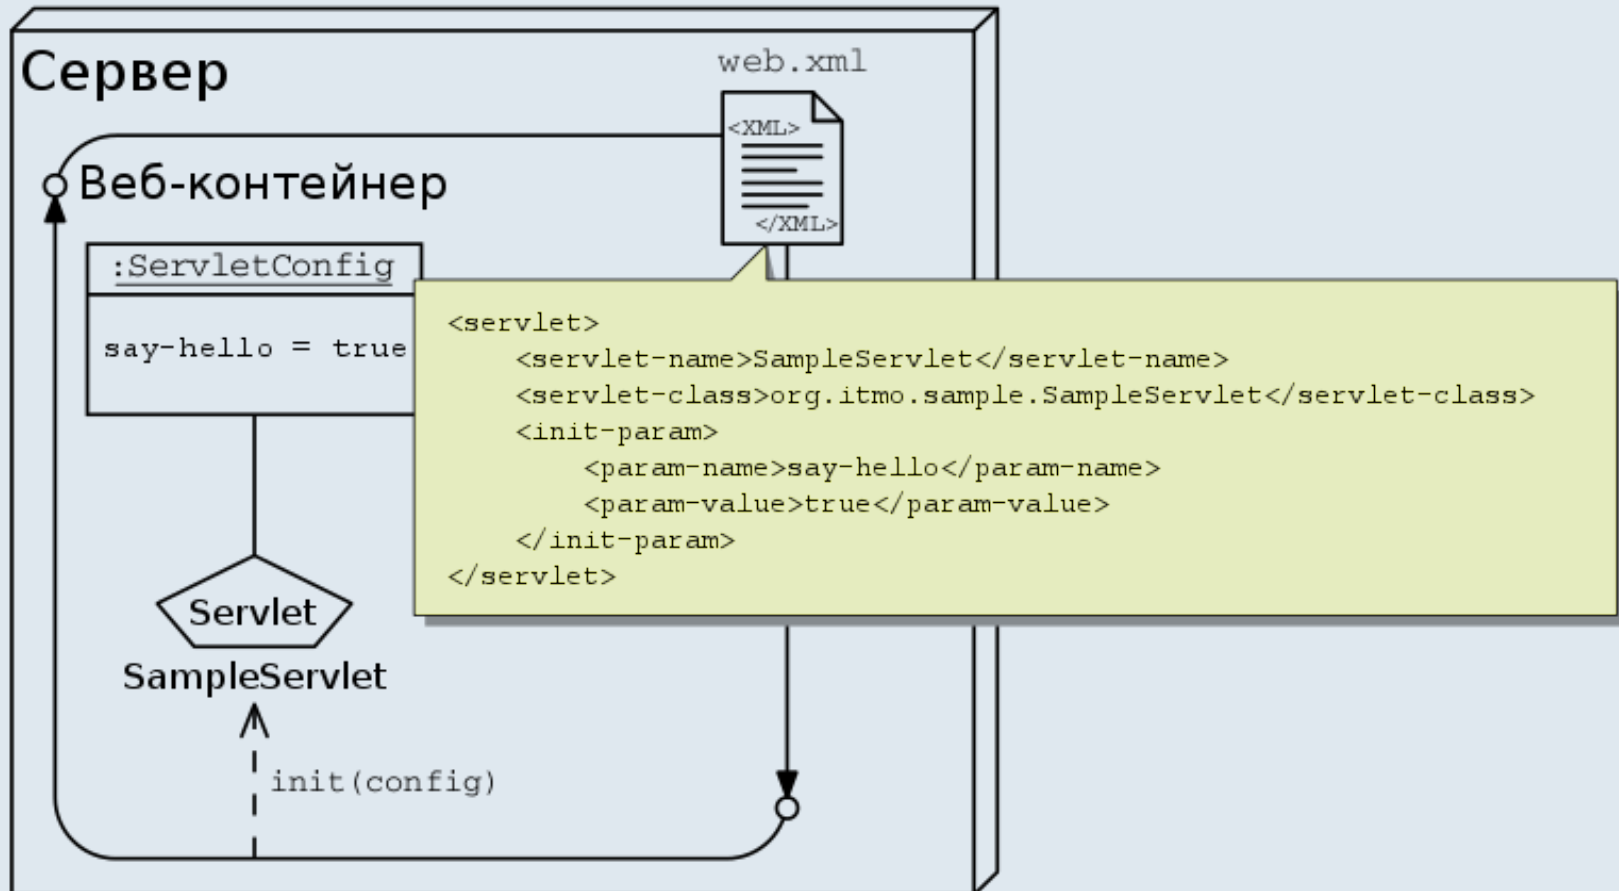 Сервер
web.xml
<XML>
</XML>
Веб-контейнер
:ServletConfig
say-hello = true
<servlet>
    <servlet-name>SampleServlet</servlet-name>
    <servlet-class>org.itmo.sample.SampleServlet</servlet-class>
    <init-param>
        <param-name>say-hello</param-name>
        <param-value>true</param-value>
    </init-param>
</servlet>
Servlet
SampleServlet
init(config)